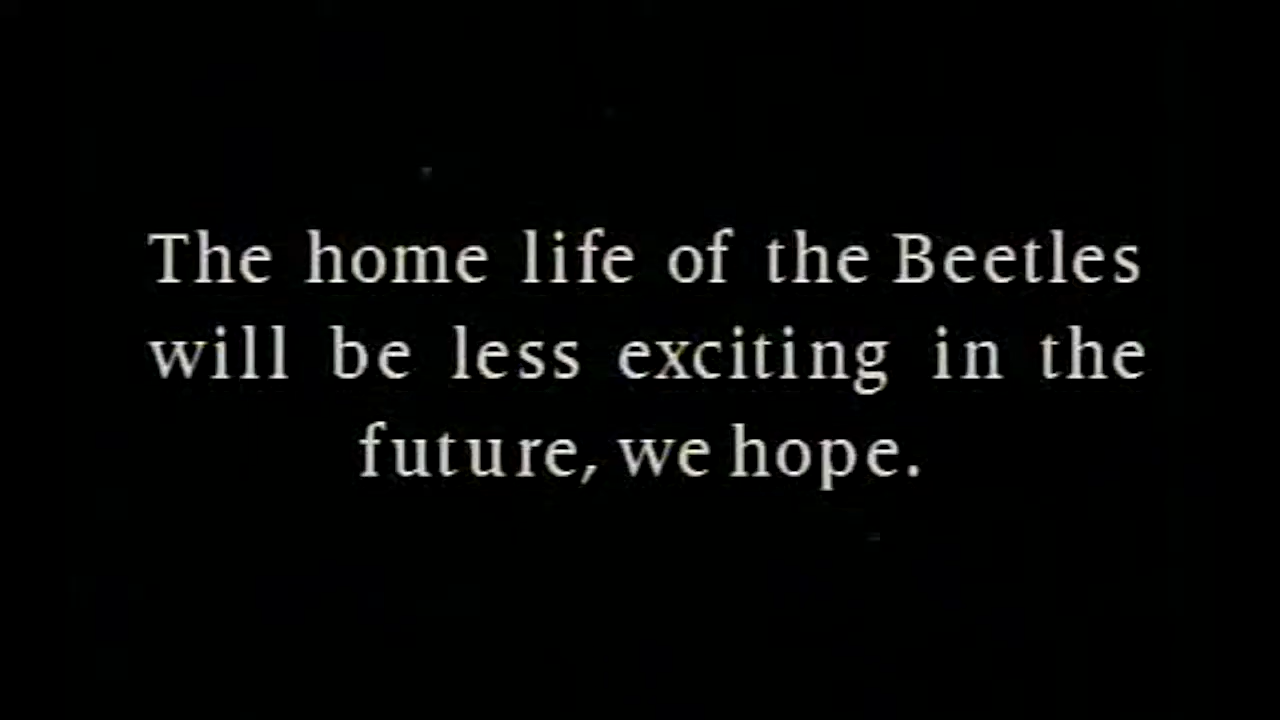 The home life of the Beetles
will be less exciting in the
future, we hope.